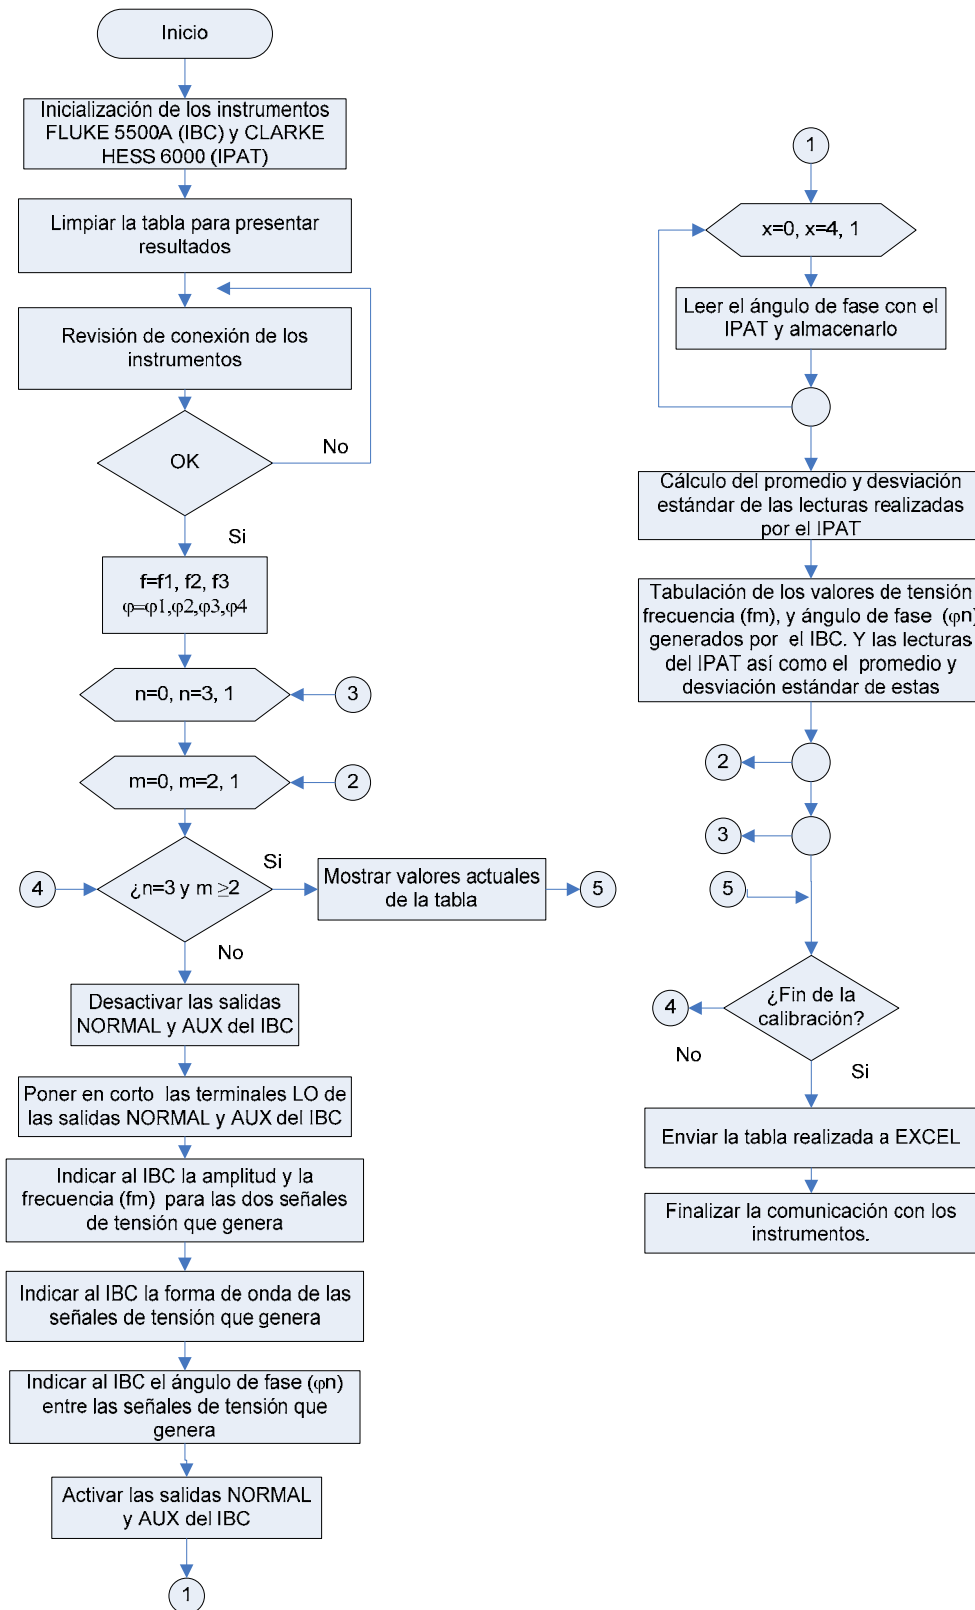 Inicio
Inicialización de los instrumentos
FLUKE 5500A (IBC) y CLARKE
HESS 6000 (IPAT)
Limpiar la tabla para presentar
resultados
Revisión de conexión de los
instrumentos
OK
No
Si
f=f1, f2, f3
φ=φ1,φ2,φ3,φ4
n=0, n=3, 1
3
m=0, m=2, 1
2
4
¿n=3 y m ≥2
Si
Mostrar valores actuales
de la tabla
5
No
Desactivar las salidas
NORMAL y AUX del IBC
Poner en corto las terminales LO de
las salidas NORMAL y AUX del IBC
Indicar al IBC la amplitud y la
frecuencia (fm) para las dos señales
de tensión que genera
Indicar al IBC la forma de onda de las
señales de tensión que genera
Indicar al IBC el ángulo de fase (φn)
entre las señales de tensión que
genera
Activar las salidas NORMAL
y AUX del IBC
1
1
x=0, x=4, 1
Leer el ángulo de fase con el
IPAT y almacenarlo
Cálculo del promedio y desviación
estándar de las lecturas realizadas
por el IPAT
Tabulación de los valores de tensión
frecuencia (fm), y ángulo de fase (φn)
generados por el IBC. Y las lecturas
del IPAT así como el promedio y
desviación estándar de estas
2
3
5
¿Fin de la
calibración?
4
No
Si
Enviar la tabla realizada a EXCEL
Finalizar la comunicación con los
instrumentos.